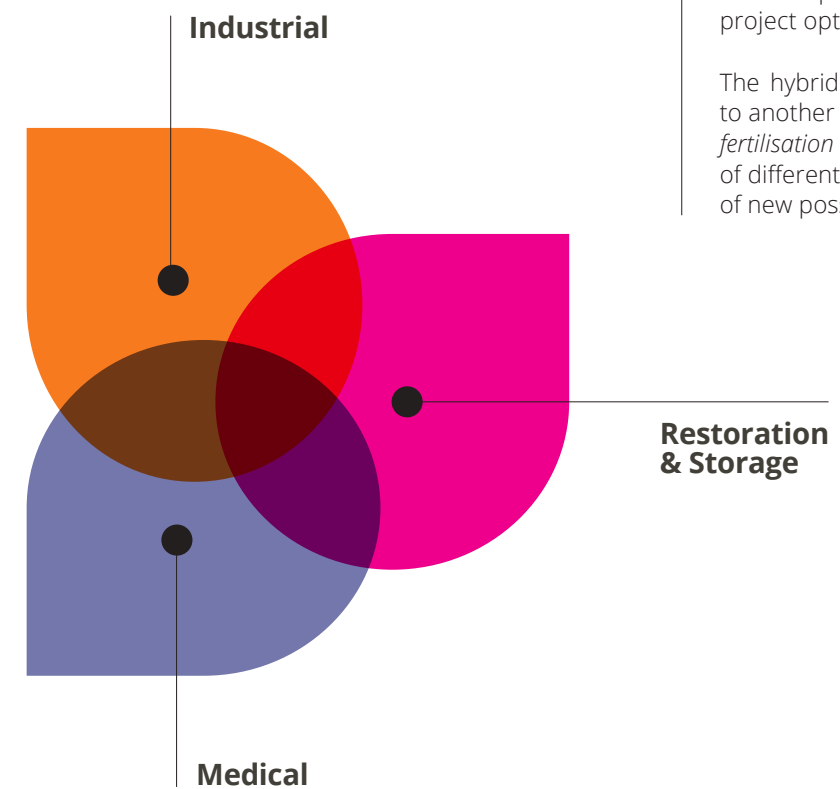 Industrial
project opt
The hybrid
to another
fertilisation
of different
of new pos
Restoration
& Storage
Medical